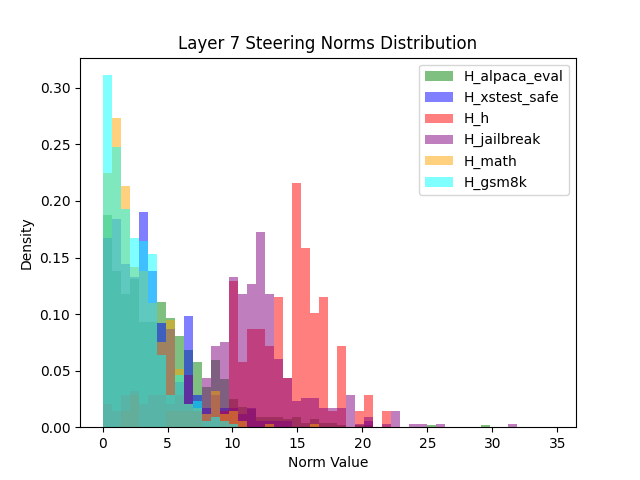 Layer 7 Steering Norms Distribution
H_alpaca_eval
H_xstest_safe
H_h
H_jailbreak
H_math
H_gsm8k
Density
0.30
0.25
0.20
0.15
0.10
0.05
0.00
0 5 10 15 20 25 30 35
Norm Value